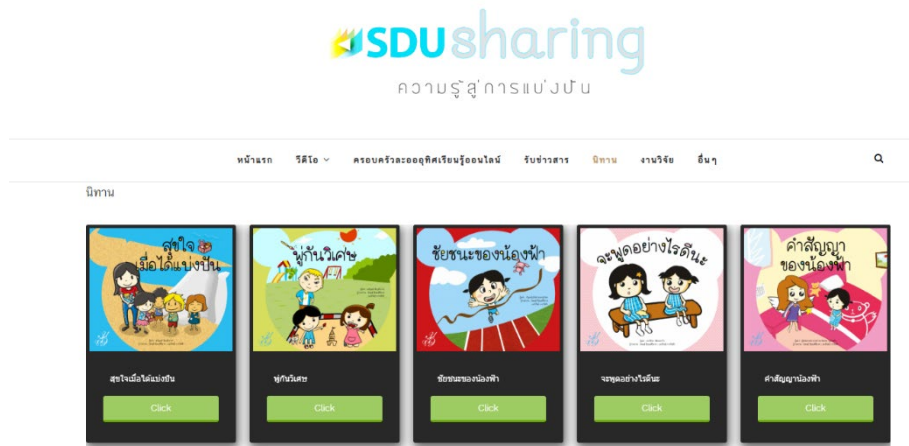 SDU sharing
ความรู้สู่การแบ่งปัน
หน้าแรก วีดีโอ ครอบครัวละอออุทิศเรียนรู้ออนไลน์ รับข่าวสาร นิทาน งานวิจัย อื่นๆ
นิทาน
สุขใจ
เมื่อได้แบ่งปัน
พู่กันวิเศษ
ชัยชนะของน้องฟ้า
จะพูดอย่างไรดีนะ
คำสัญญา
ของน้องฟ้า
สุขใจเมื่อได้แบ่งปัน
พู่กันวิเศษ
ชัยชนะของน้องฟ้า
จะพูดอย่างไรดีนะ
คำสัญญาน้องฟ้า
Click
Click
Click
Click
Click